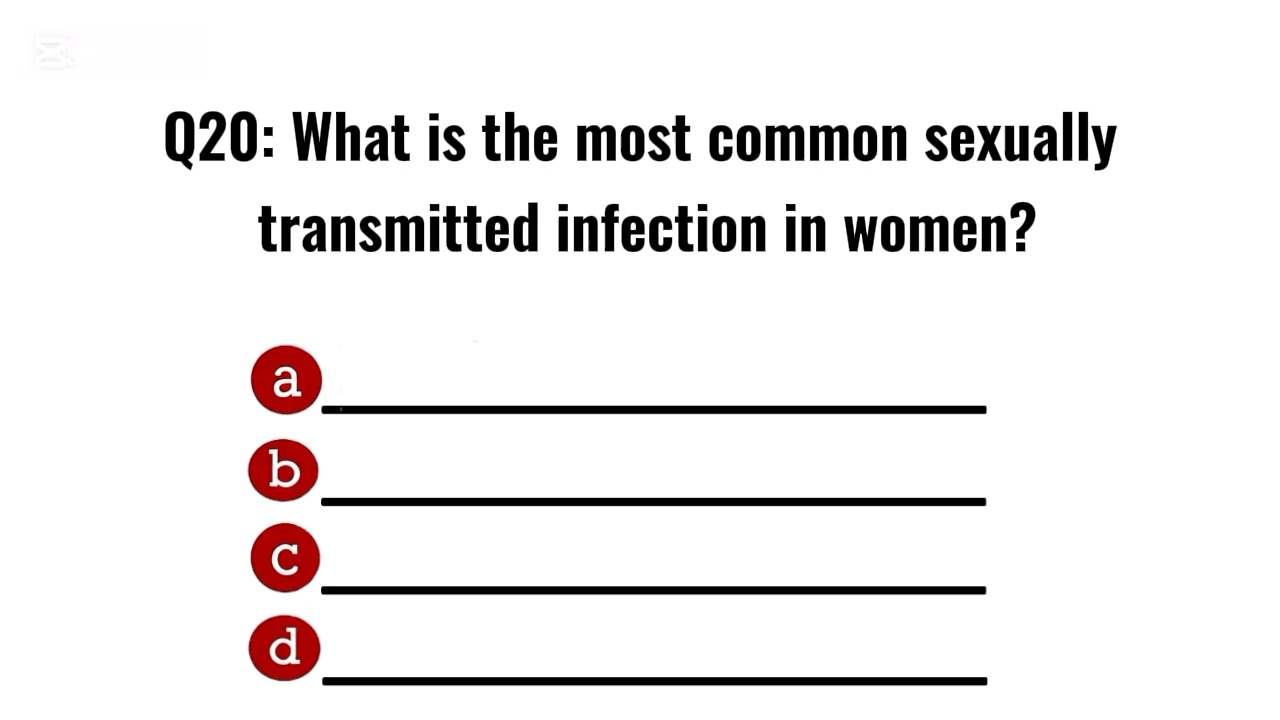 Q20: What is the most common sexually
transmitted infection in women?
a
b
c
d